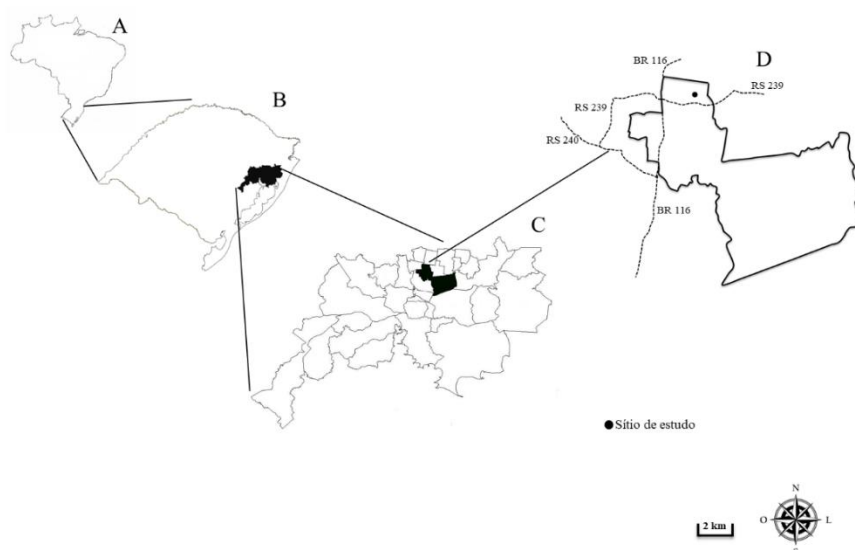 A
B
C
D
BR 116
RS 239
RS 239
RS 240
BR 116
Sítio de estudo
2 km
N
O
L